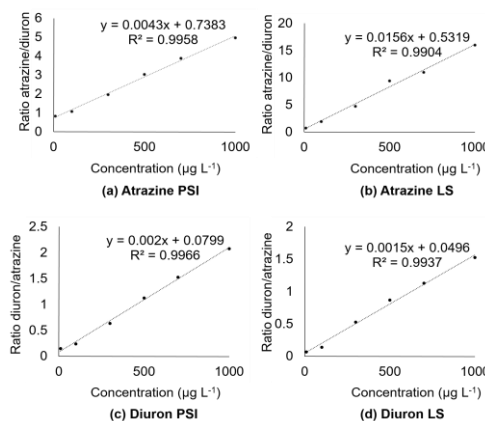 6
5
4
3
2
1
0
Ratio atrazine/diuron
y = 0.0043x + 0.7383
R² = 0.9958
0 500 1000
Concentration (µg L⁻¹)
(a) Atrazine PSI
20
15
10
5
0
Ratio atrazine/diuron
y = 0.0156x + 0.5319
R² = 0.9904
0 500 1000
Concentration (µg L⁻¹)
(b) Atrazine LS
2.5
2
1.5
1
0.5
0
Ratio diuron/atrazine
y = 0.002x + 0.0799
R² = 0.9966
0 500 1000
Concentration (µg L⁻¹)
(c) Diuron PSI
2
1.5
1
0.5
0
Ratio diuron/atrazine
y = 0.0015x + 0.0496
R² = 0.9937
0 500 1000
Concentration (µg L⁻¹)
(d) Diuron LS